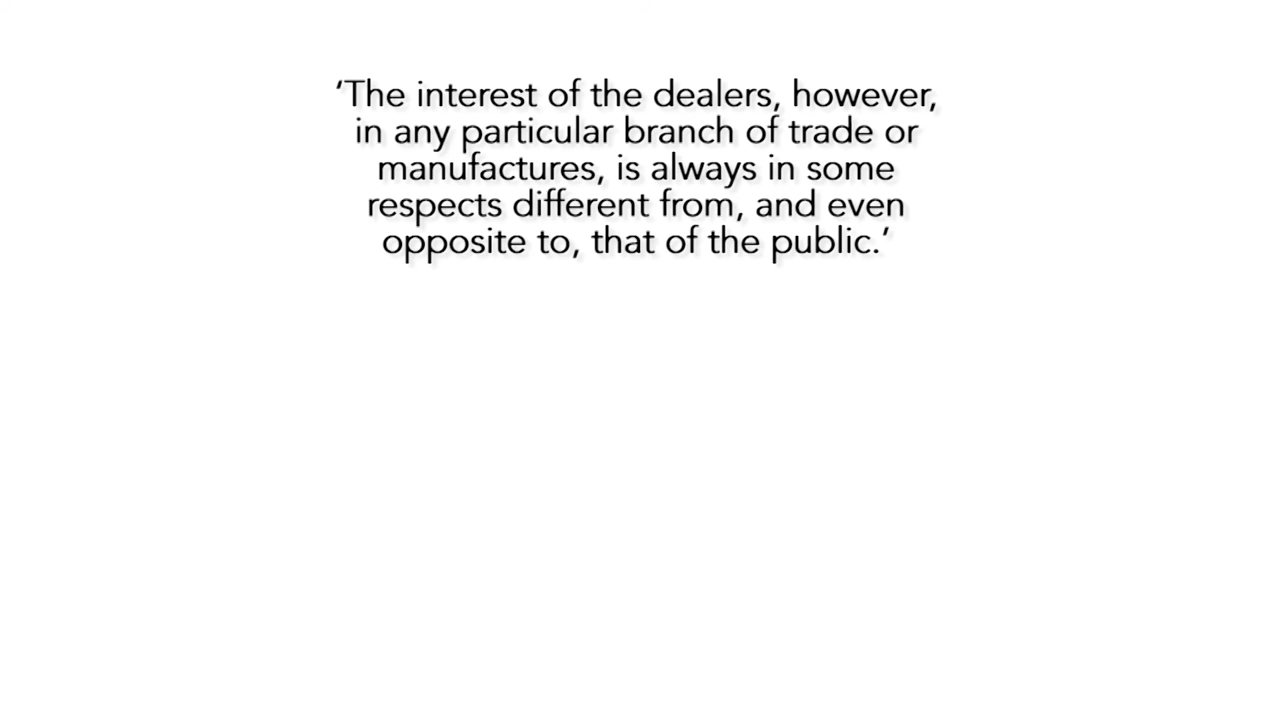 ‘The interest of the dealers, however,
in any particular branch of trade or
manufactures, is always in some
respects different from, and even
opposite to, that of the public.’